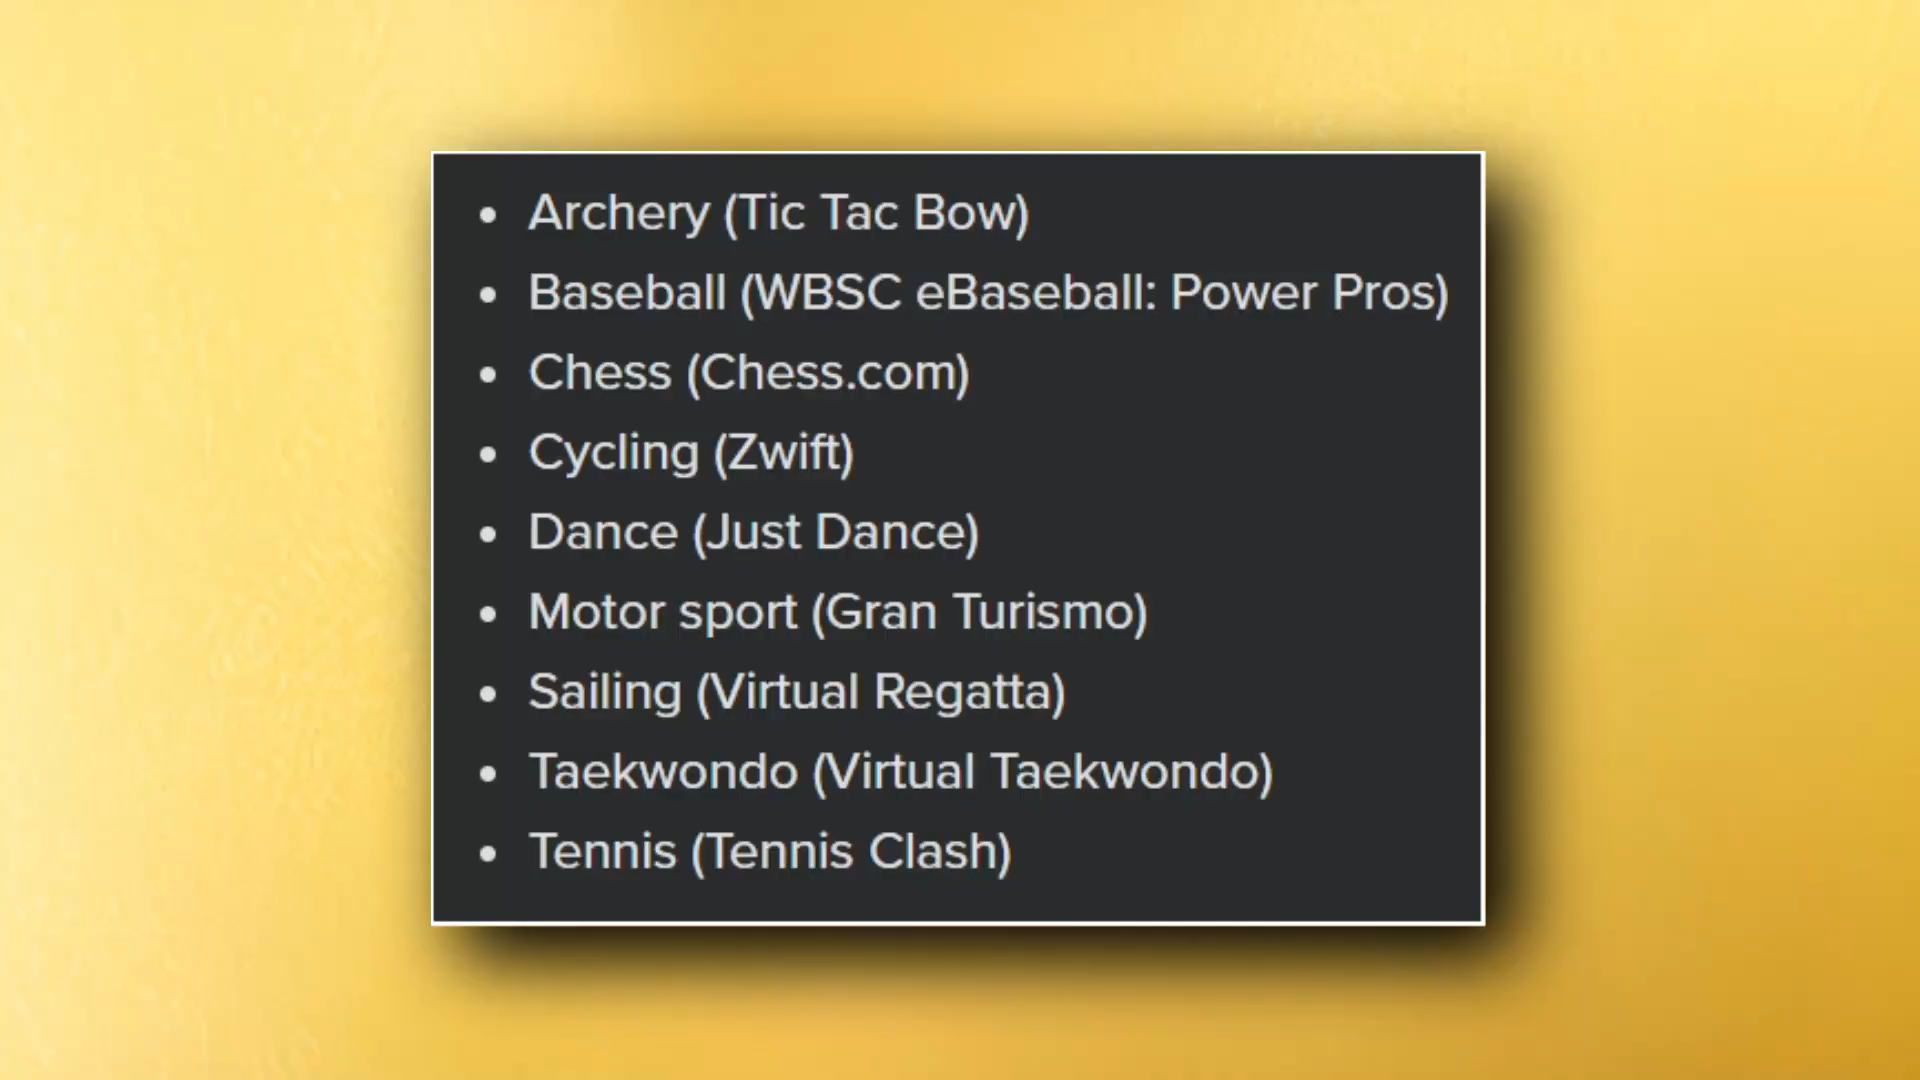 • Archery (Tic Tac Bow)
• Baseball (WBSC eBaseball: Power Pros)
• Chess (Chess.com)
• Cycling (Zwift)
• Dance (Just Dance)
• Motor sport (Gran Turismo)
• Sailing (Virtual Regatta)
• Taekwondo (Virtual Taekwondo)
• Tennis (Tennis Clash)